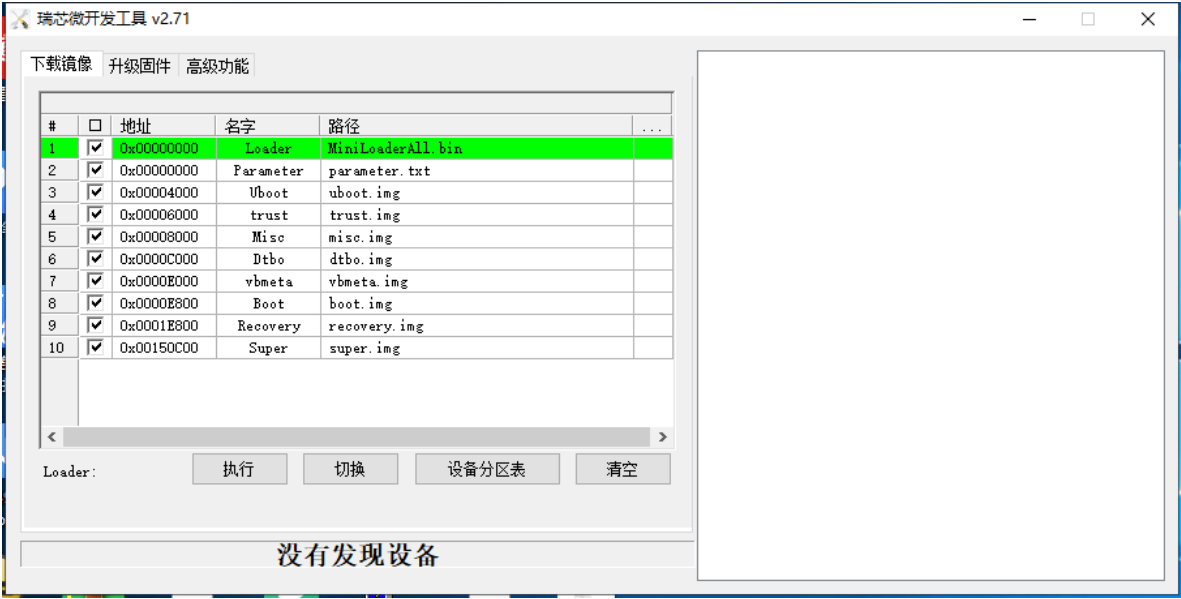 瑞芯微开发工具 v2.71
下载镜像 升级固件 高级功能
# 地址 名字 路径 ...
1 0x00000000 Loader MiniLoaderAll.bin
2 0x00000000 Parameter parameter.txt
3 0x00004000 Uboot uboot.img
4 0x00006000 trust trust.img
5 0x00008000 Misc misc.img
6 0x0000C000 Dtbo dtbo.img
7 0x0000E000 vbmeta vbmeta.img
8 0x0000E800 Boot boot.img
9 0x0001E800 Recovery recovery.img
10 0x00150C00 Super super.img
Loader: 执行 切换 设备分区表 清空
没有发现设备